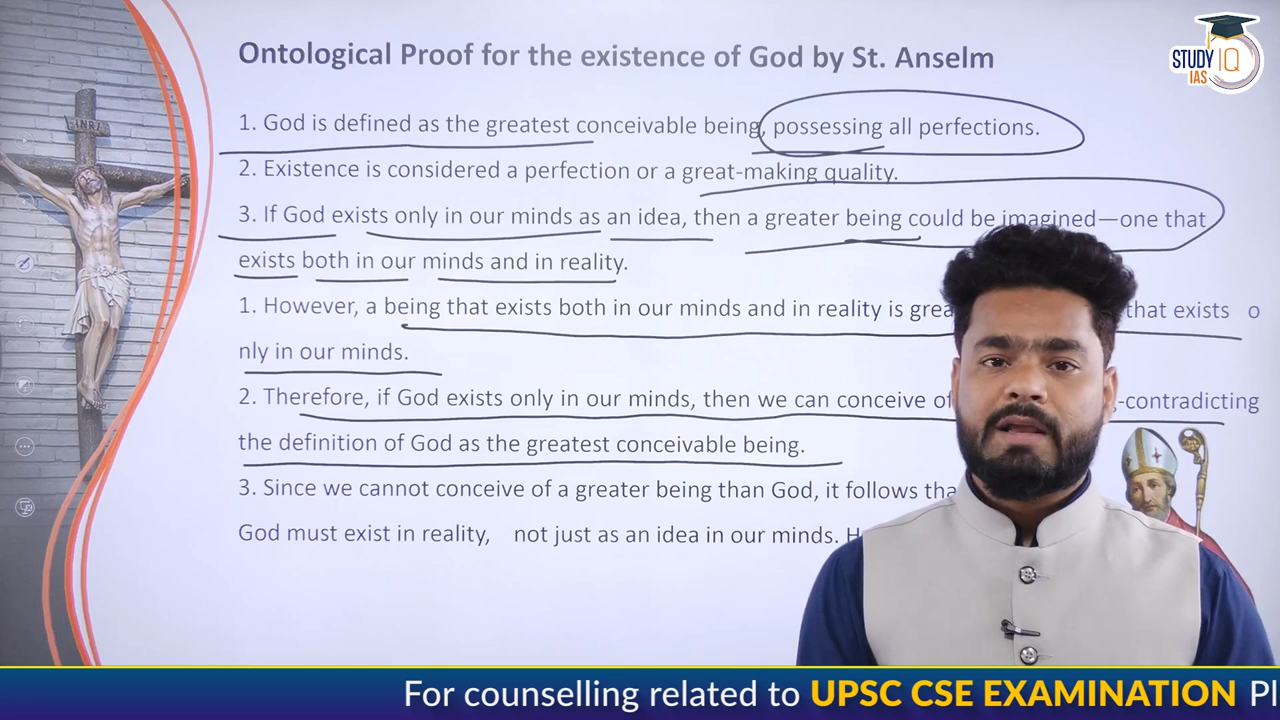 Ontological Proof for the existence of God by St. Anselm
STUDY IQ
IAS
1. God is defined as the greatest conceivable being, possessing all perfections.
INRI
2. Existence is considered a perfection or a great-making quality.
3. If God exists only in our minds as an idea, then a greater being could be imagined—one that
exists both in our minds and in reality.
1. However, a being that exists both in our minds and in reality is that exists o
nly in our minds.
2. Therefore, if God exists only in our minds, then we can conceive -contradicting
the definition of God as the greatest conceivable being.
3. Since we cannot conceive of a greater being than God, it follows
God must exist in reality, not just as an idea in our minds.
For counselling related to UPSC CSE EXAMINATION